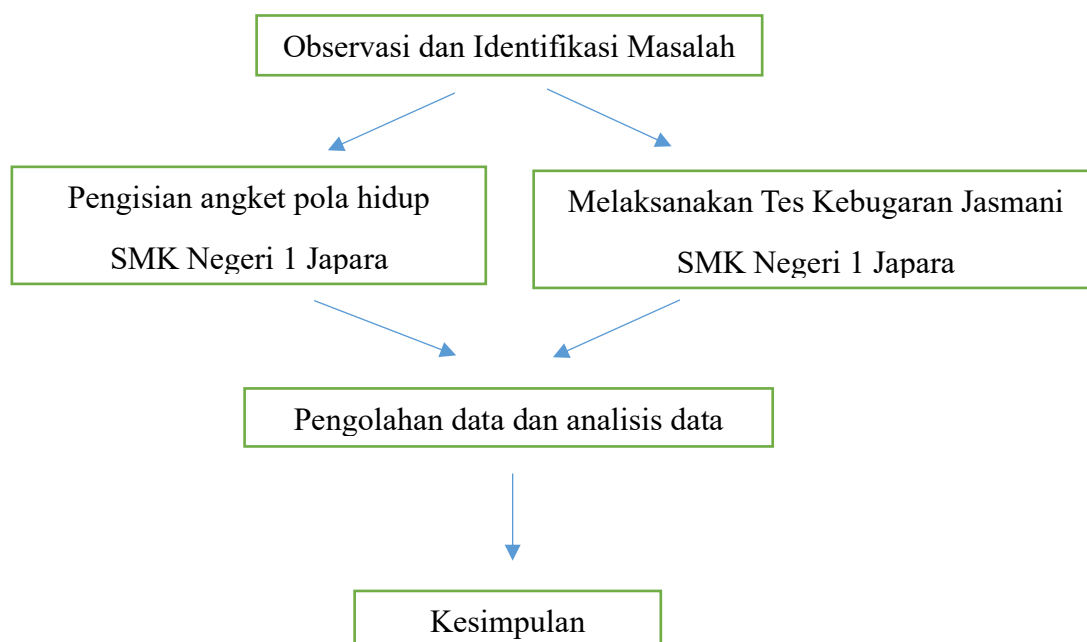 Observasi dan Identifikasi Masalah
Pengisian angket pola hidup
SMK Negeri 1 Japara
Melaksanakan Tes Kebugaran Jasmani
SMK Negeri 1 Japara
Pengolahan data dan analisis data
Kesimpulan